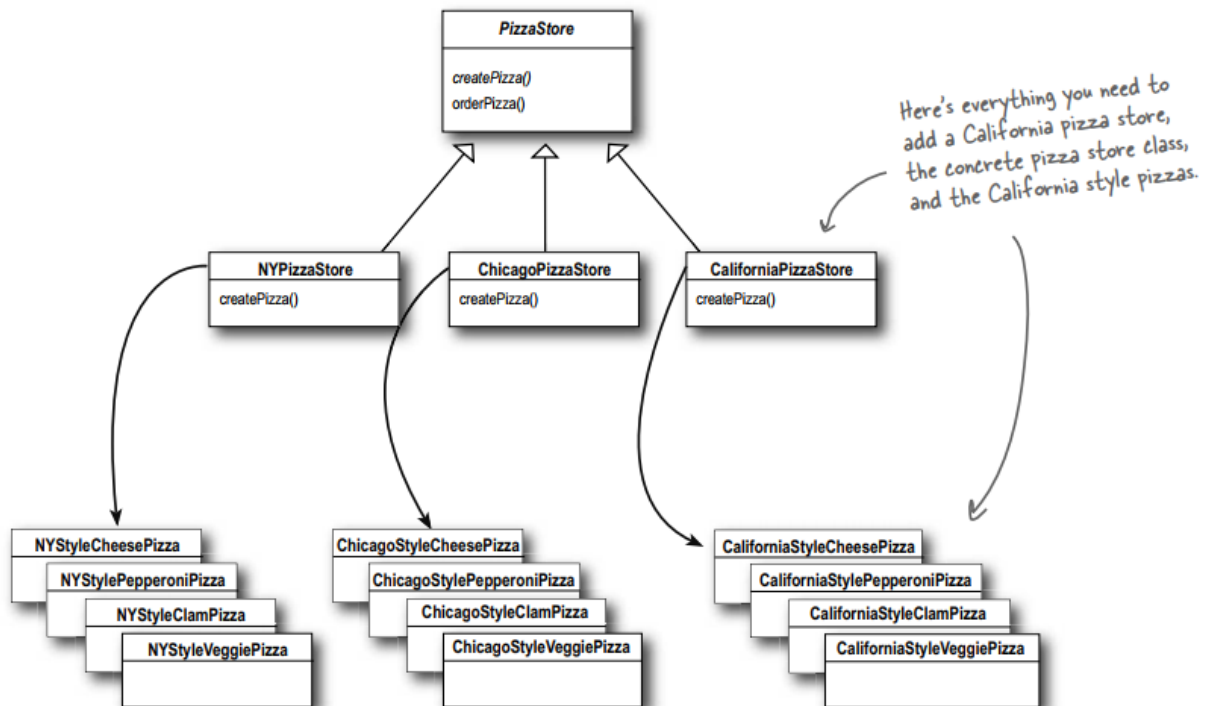 PizzaStore
createPizza()
orderPizza()
Here's everything you need to
add a California pizza store,
the concrete pizza store class,
and the California style pizzas.
NYPizzaStore
createPizza()
ChicagoPizzaStore
createPizza()
CaliforniaPizzaStore
createPizza()
NYStyleCheesePizza
NYStylePepperoniPizza
NYStyleClamPizza
NYStyleVeggiePizza
ChicagoStyleCheesePizza
ChicagoStylePepperoniPizza
ChicagoStyleClamPizza
ChicagoStyleVeggiePizza
CaliforniaStyleCheesePizza
CaliforniaStylePepperoniPizza
CaliforniaStyleClamPizza
CaliforniaStyleVeggiePizza